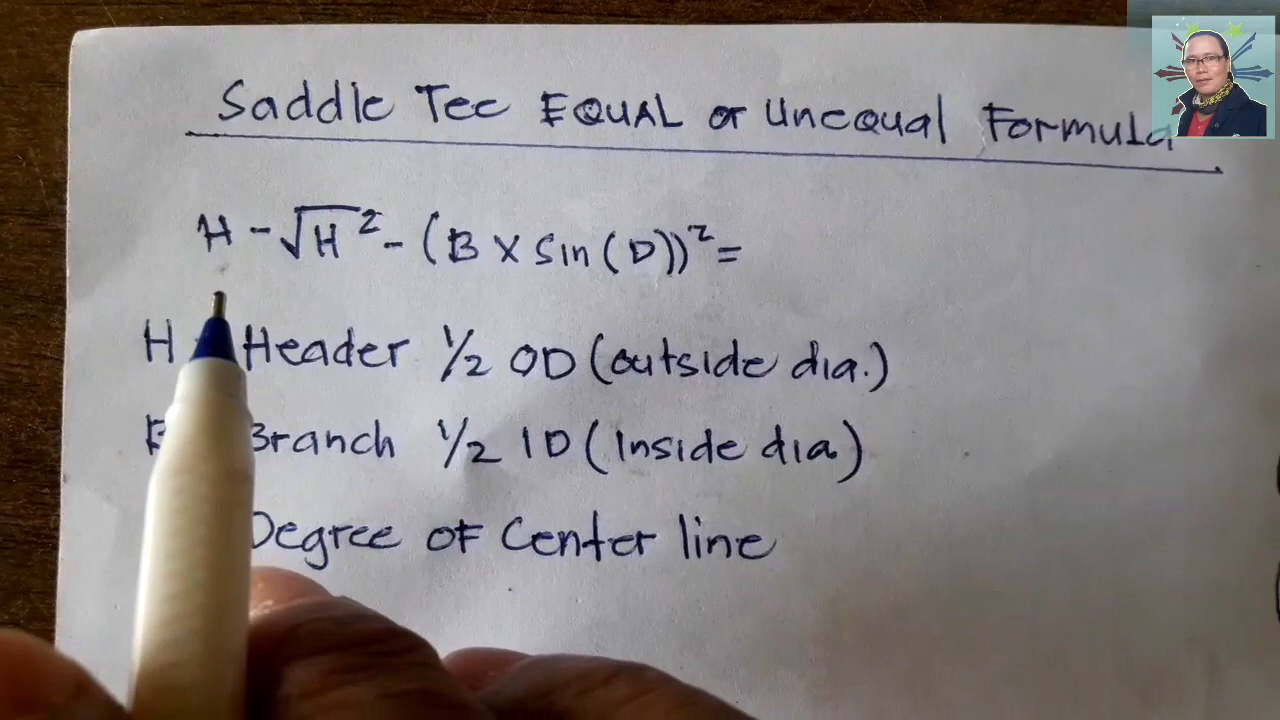 Saddle Tee EQUAL or Unequal Formula
H - √H² - (B x Sin (D))² =
H Header 1/2 OD (outside dia.)
B Branch 1/2 ID (Inside dia.)
Degree of Center line